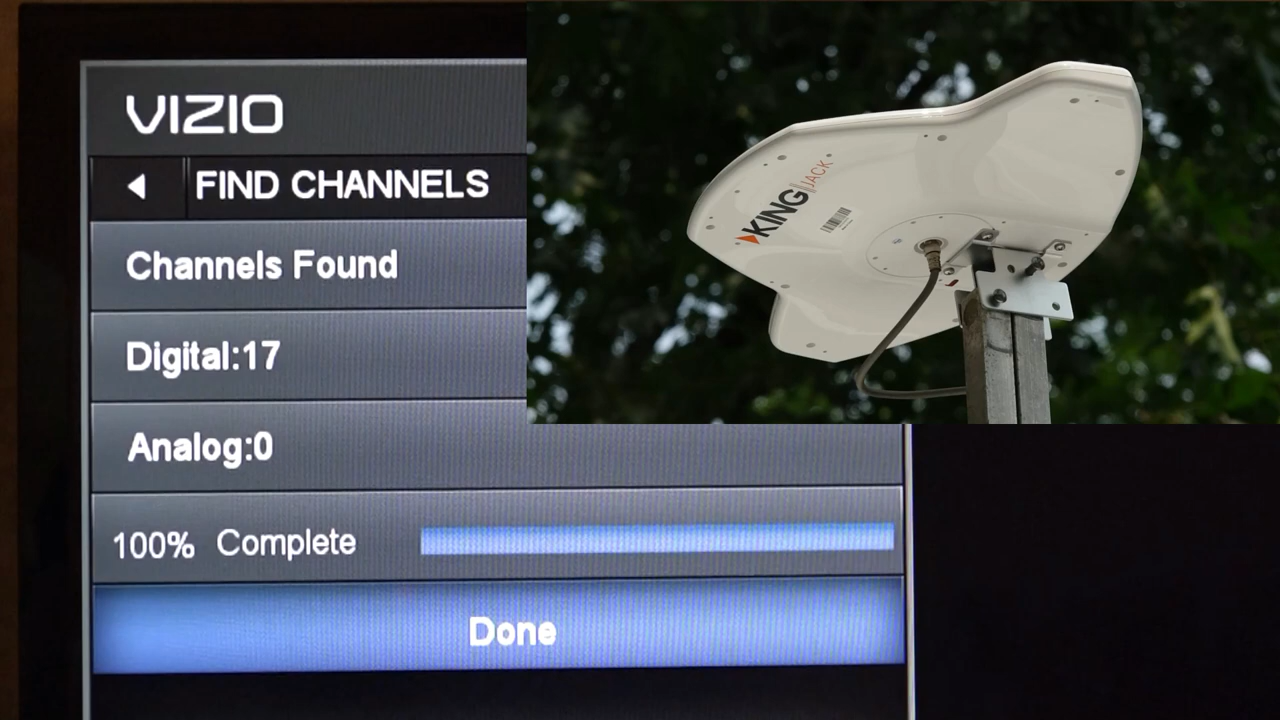 VIZIO
FIND CHANNELS
Channels Found
Digital:17
Analog:0
100% Complete
Done
KING JACK